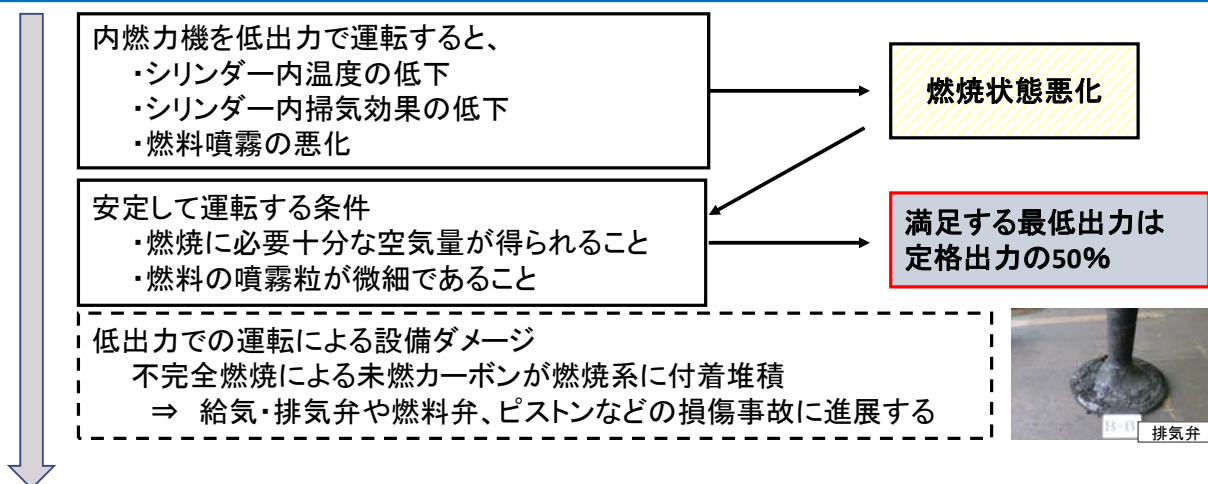 内燃力機を低出力で運転すると、
・シリンダー内温度の低下
・シリンダー内掃気効果の低下
・燃料噴霧の悪化
燃焼状態悪化
安定して運転する条件
・燃焼に必要十分な空気量が得られること
・燃料の噴霧粒が微細であること
満足する最低出力は
定格出力の50%
低出力での運転による設備ダメージ
不完全燃焼による未燃カーボンが燃焼系に付着堆積
⇒ 給気・排気弁や燃料弁、ピストンなどの損傷事故に進展する
排気弁